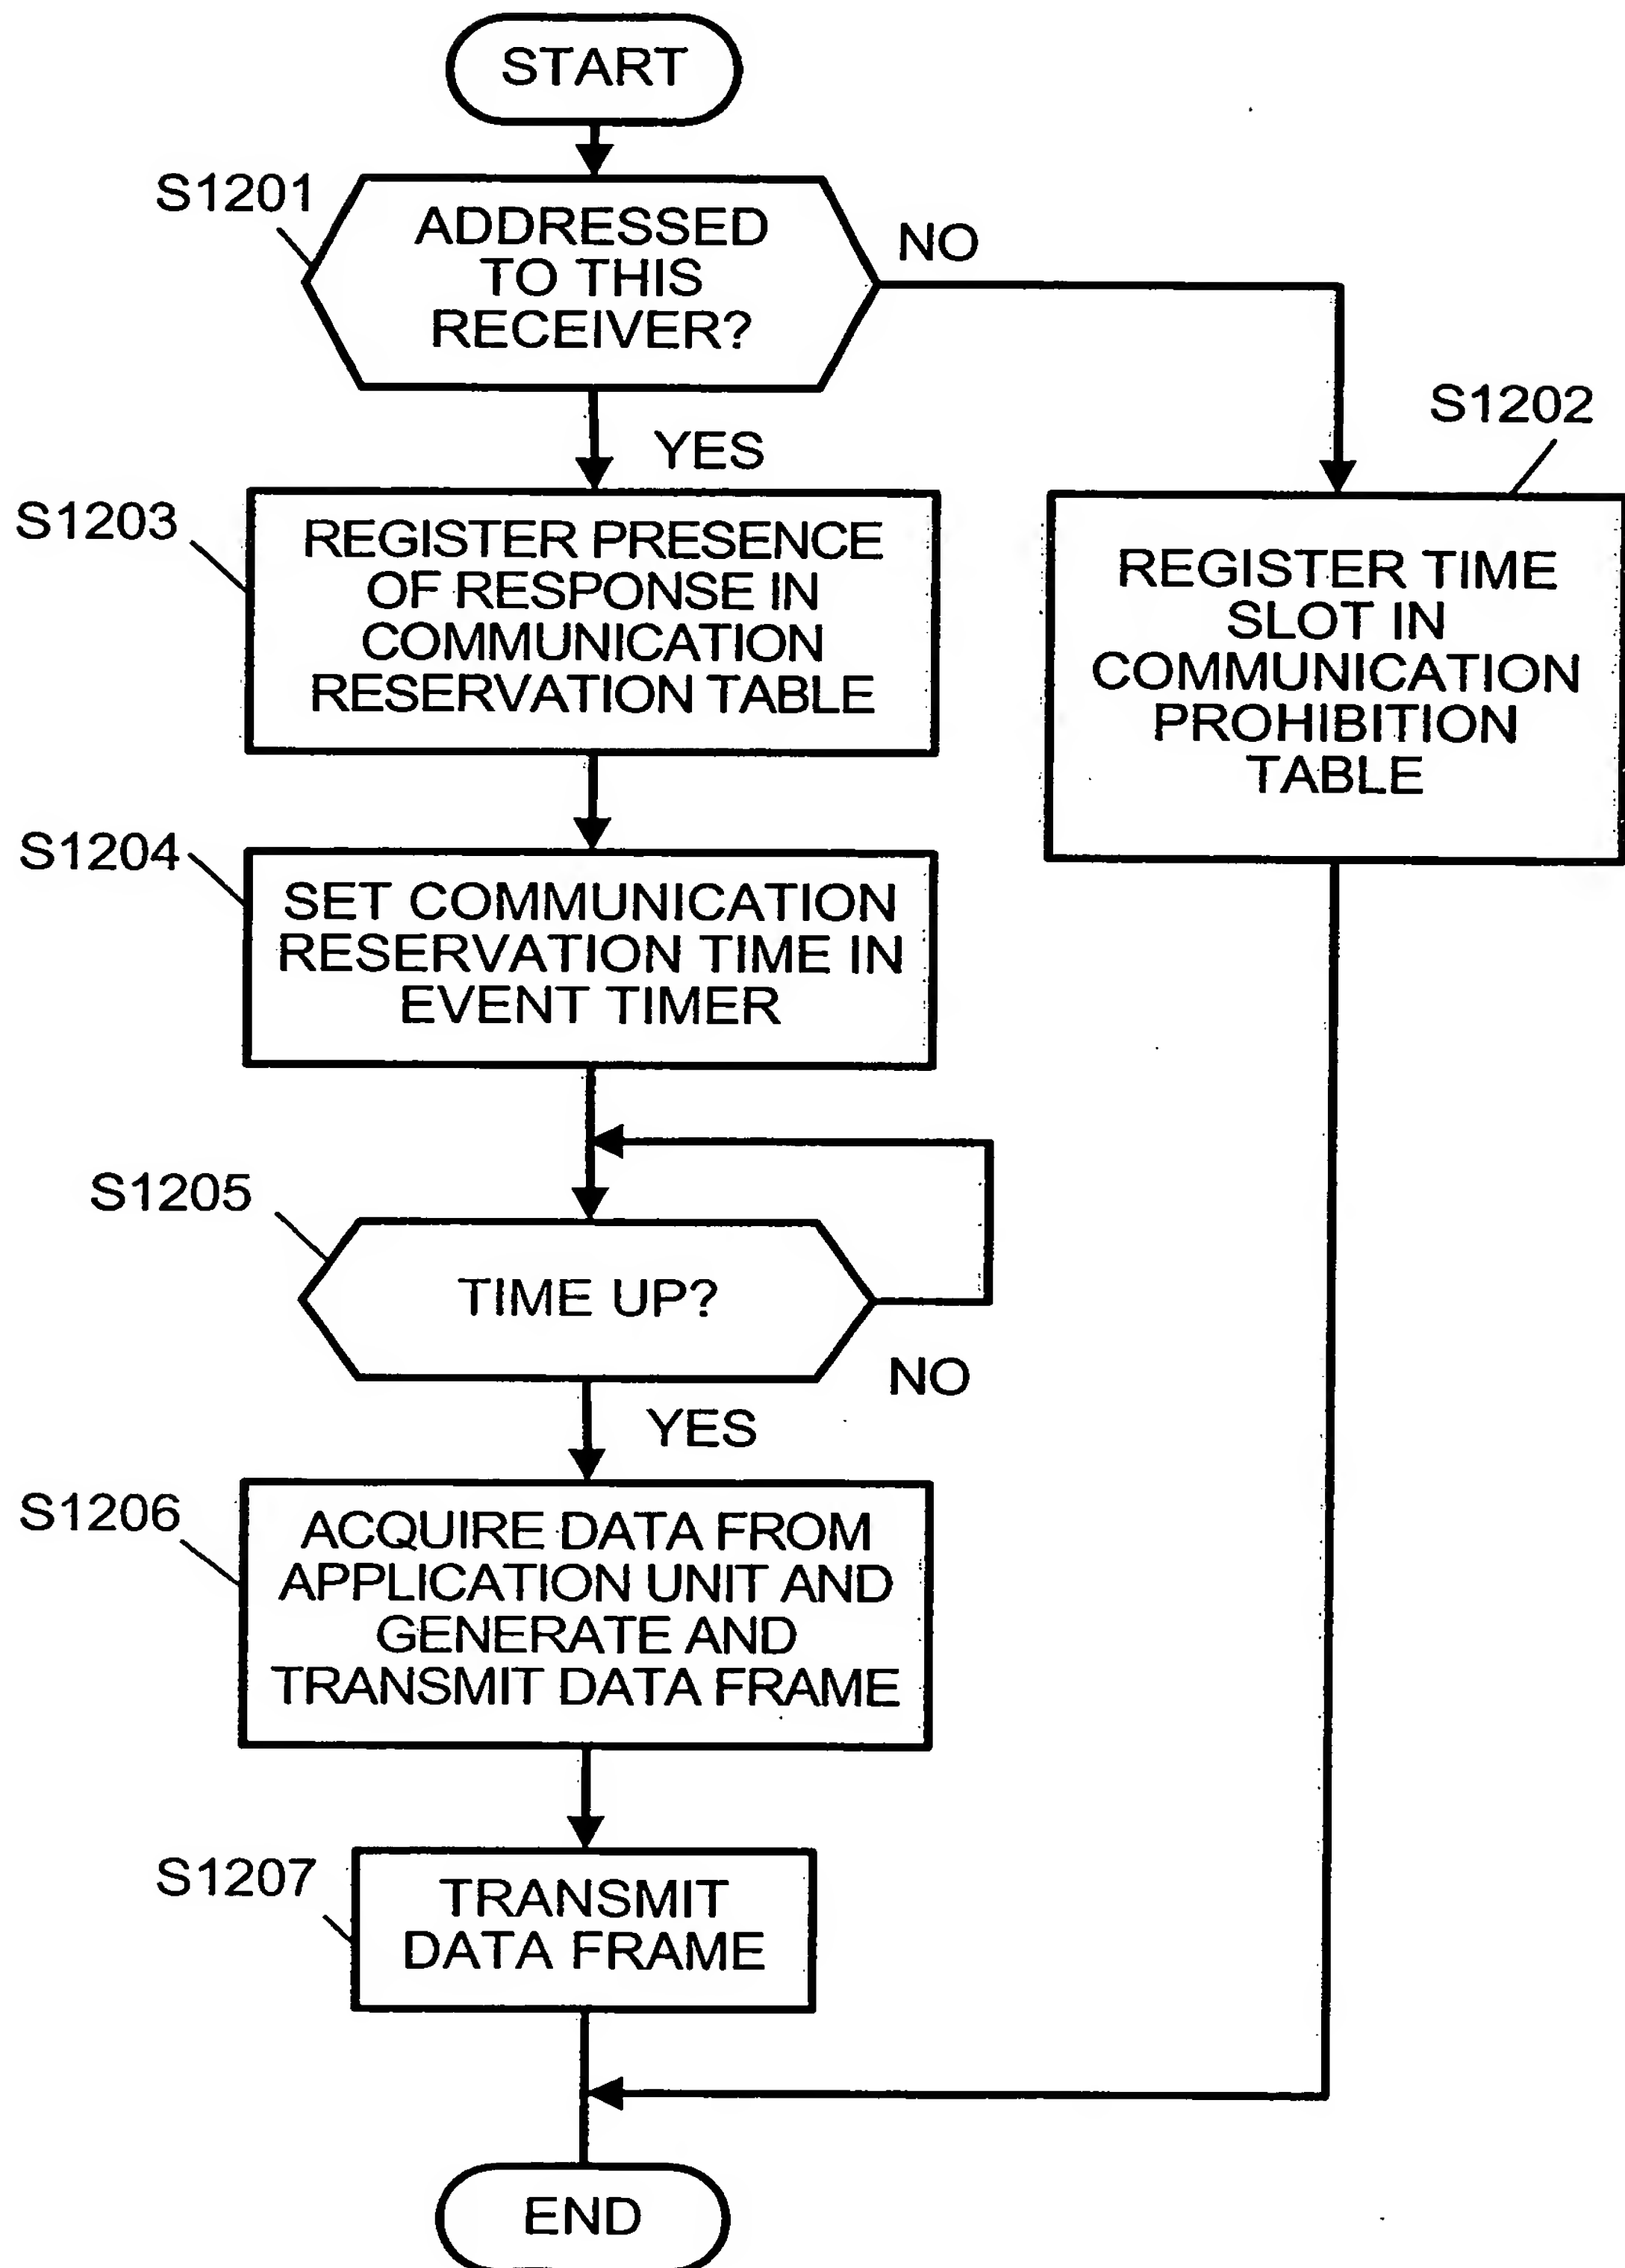 START
S1201
ADDRESSED
TO THIS
RECEIVER?
NO
YES
S1202
REGISTER TIME
SLOT IN
COMMUNICATION
PROHIBITION
TABLE
S1203
REGISTER PRESENCE
OF RESPONSE IN
COMMUNICATION
RESERVATION TABLE
S1204
SET COMMUNICATION
RESERVATION TIME IN
EVENT TIMER
S1205
TIME UP?
NO
YES
S1206
ACQUIRE DATA FROM
APPLICATION UNIT AND
GENERATE AND
TRANSMIT DATA FRAME
S1207
TRANSMIT
DATA FRAME
END